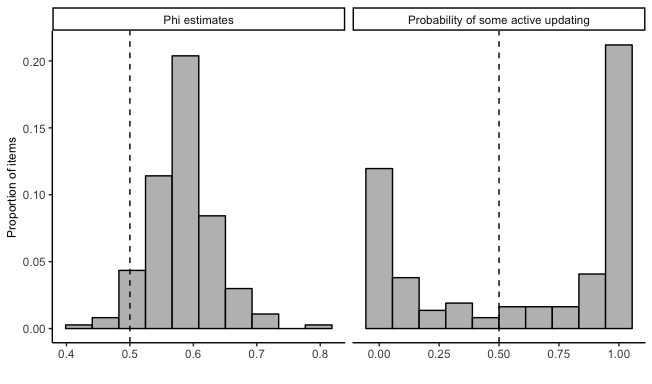 Phi estimates
Probability of some active updating
Proportion of items
0.20
0.15
0.10
0.05
0.00
0.4 0.5 0.6 0.7 0.8
0.00 0.25 0.50 0.75 1.00